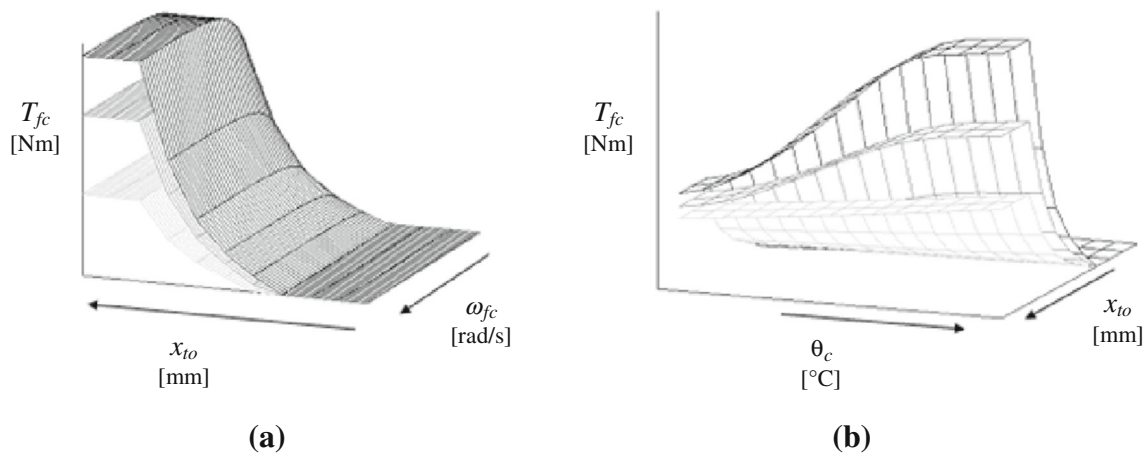 T_fc
[Nm]
x_to
[mm]
ω_fc
[rad/s]
(a)
T_fc
[Nm]
θ_c
[°C]
x_to
[mm]
(b)